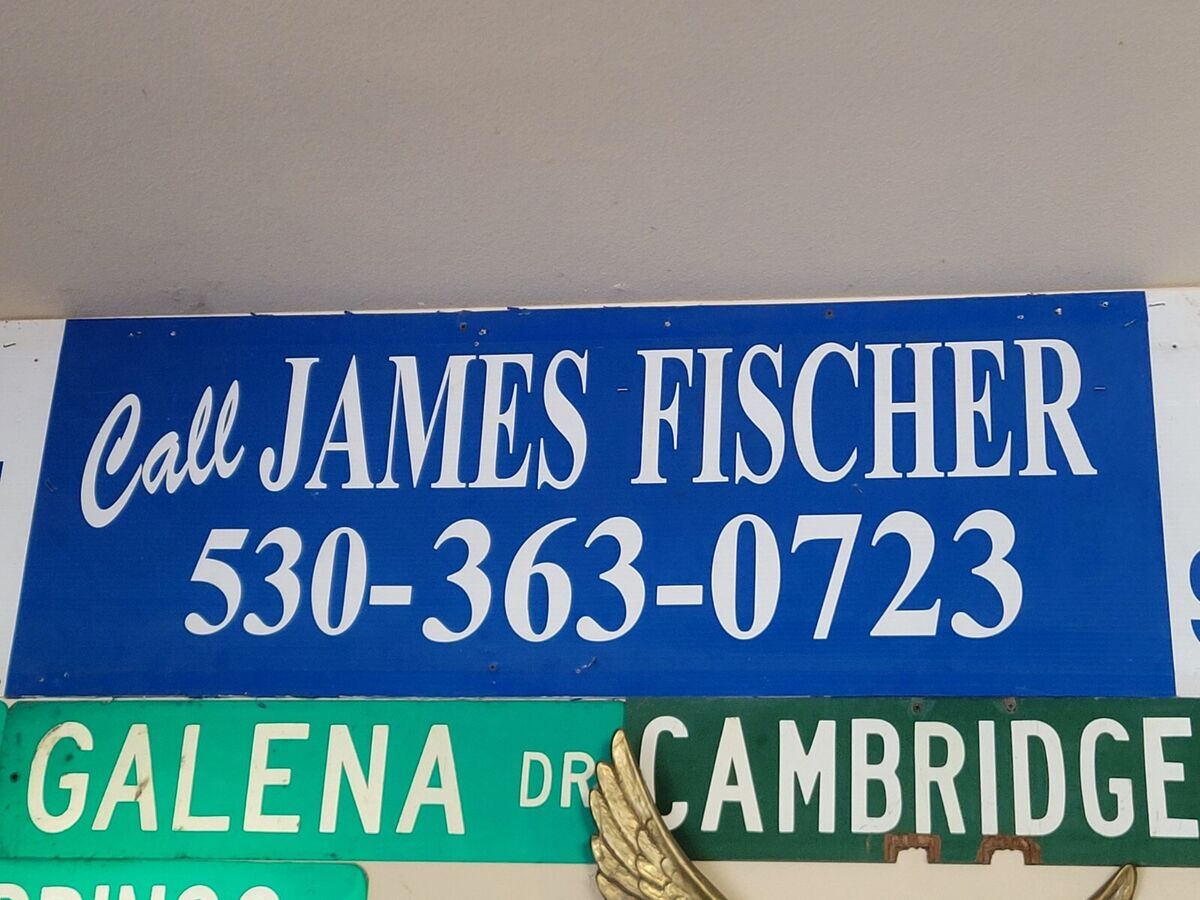 Call JAMES FISCHER
530-363-0723
GALENA DR
CAMBRIDGE